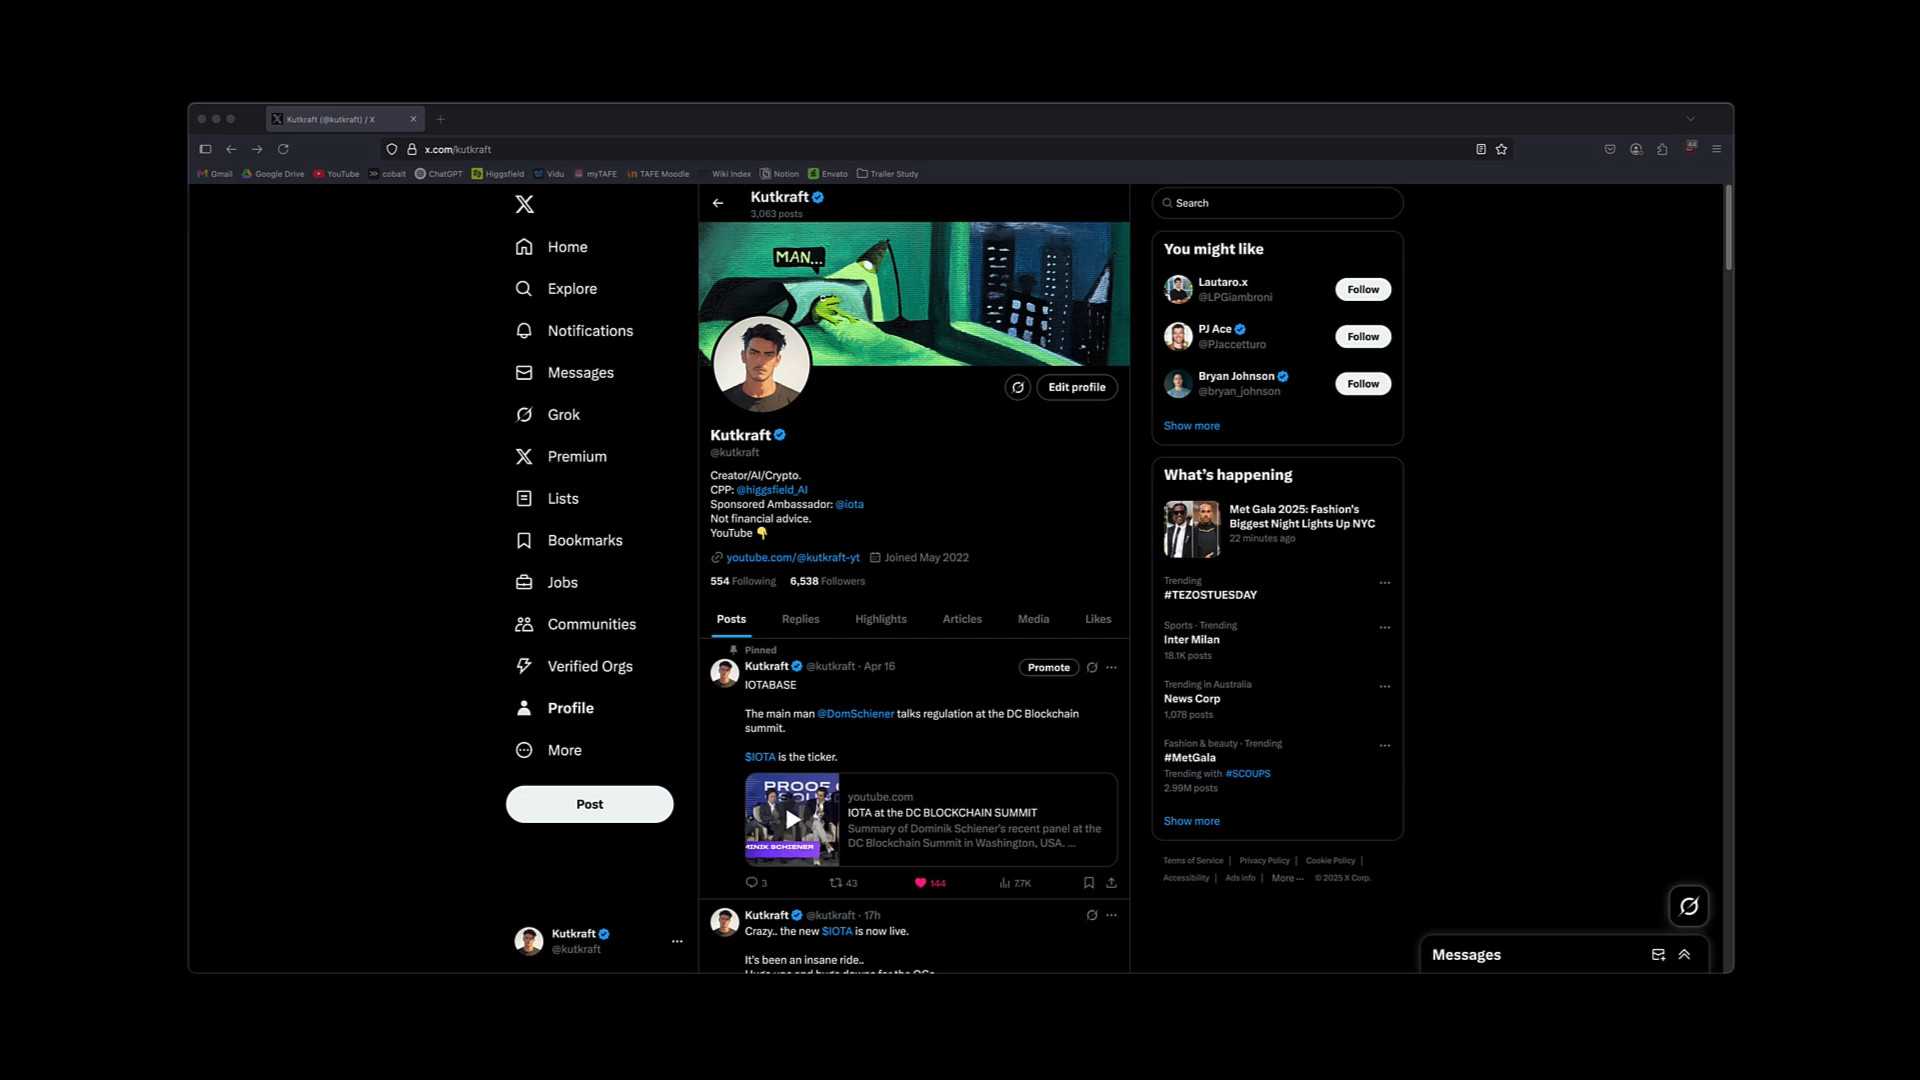 Kutkraft (@kutkraft) / X
x.com/kutkraft
44
Gmail
Google Drive
YouTube
cobalt
ChatGPT
Higgsfield
Vidu
myTAFE
TAFE Moodle
Wiki Index
Notion
Envato
Trailer Study
Home
Explore
Notifications
Messages
Grok
Premium
Lists
Bookmarks
Jobs
Communities
Verified Orgs
Profile
More
Post
Kutkraft
@kutkraft
Kutkraft
3,063 posts
MAN...
Edit profile
Kutkraft
@kutkraft
Creator/AI/Crypto.
CPP: @higgsfield_AI
Sponsored Ambassador: @iota
Not financial advice.
YouTube 👇
youtube.com/@kutkraft-yt Joined May 2022
554 Following 6,538 Followers
Posts Replies Highlights Articles Media Likes
Pinned
Kutkraft @kutkraft · Apr 16
Promote
IOTABASE
The main man @DomSchiener talks regulation at the DC Blockchain
summit.
$IOTA is the ticker.
youtube.com
IOTA at the DC BLOCKCHAIN SUMMIT
Summary of Dominik Schiener's recent panel at the
DC Blockchain Summit in Washington, USA. ...
PROOF
MINIK SCHIENER
3 43 144 7.7K
Kutkraft @kutkraft · 17h
Crazy.. the new $IOTA is now live.
It's been an insane ride..
Search
You might like
Lautaro.x
@LPGiambroni
Follow
PJ Ace
@PJaccetturo
Follow
Bryan Johnson
@bryan_johnson
Follow
Show more
What's happening
Met Gala 2025: Fashion's
Biggest Night Lights Up NYC
22 minutes ago
Trending
#TEZOSTUESDAY
Sports · Trending
Inter Milan
18.1K posts
Trending in Australia
News Corp
1,078 posts
Fashion & beauty · Trending
#MetGala
Trending with #SCOUPS
2.99M posts
Show more
Terms of Service | Privacy Policy | Cookie Policy |
Accessibility | Ads info | More ··· © 2025 X Corp.
Messages